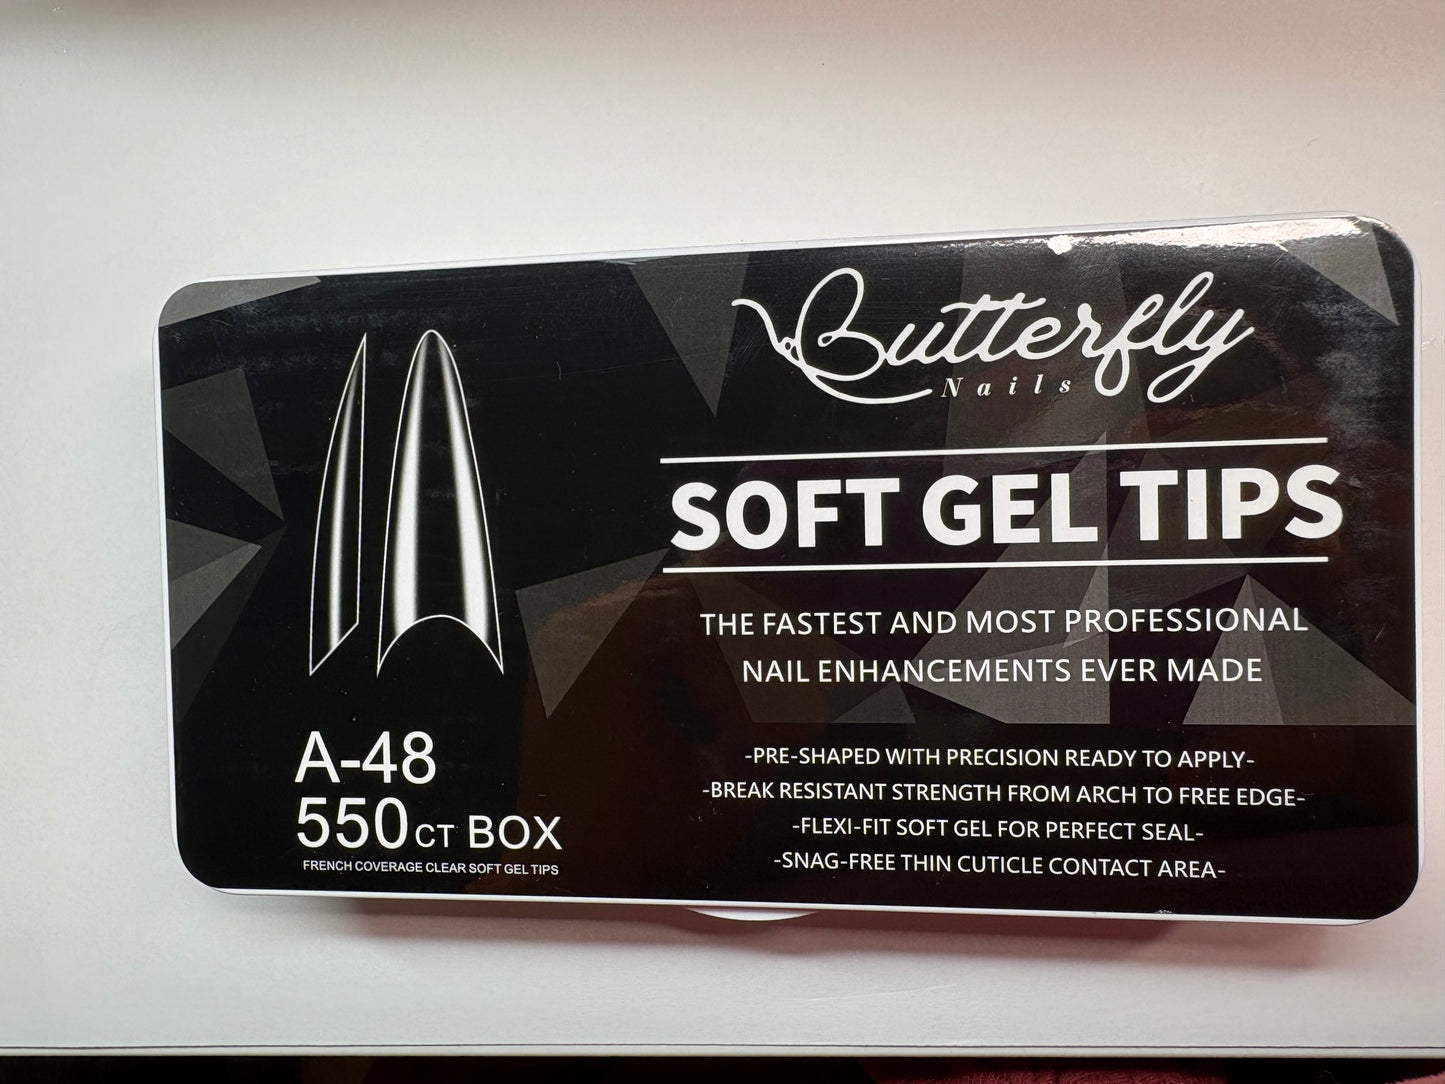 Butterfly
Nails
SOFT GEL TIPS
THE FASTEST AND MOST PROFESSIONAL
NAIL ENHANCEMENTS EVER MADE
-PRE-SHAPED WITH PRECISION READY TO APPLY-
-BREAK RESISTANT STRENGTH FROM ARCH TO FREE EDGE-
-FLEXI-FIT SOFT GEL FOR PERFECT SEAL-
-SNAG-FREE THIN CUTICLE CONTACT AREA-
A-48
550 CT BOX
FRENCH COVERAGE CLEAR SOFT GEL TIPS